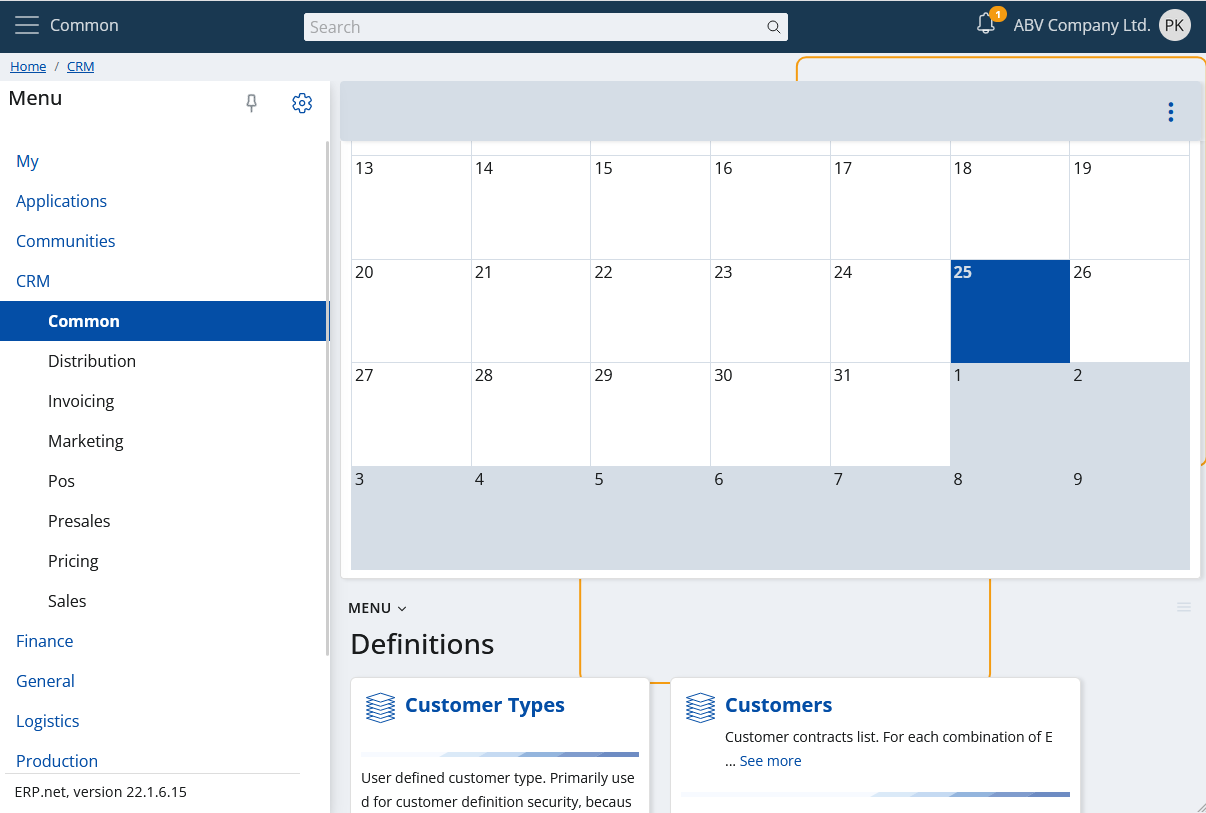 Common
Search
1
ABV Company Ltd.
PK
Home / CRM
Menu
My
Applications
Communities
CRM
Common
Distribution
Invoicing
Marketing
Pos
Presales
Pricing
Sales
Finance
General
Logistics
Production
ERP.net, version 22.1.6.15
13 14 15 16 17 18 19
20 21 22 23 24 25 26
27 28 29 30 31 1 2
3 4 5 6 7 8 9
MENU
Definitions
Customer Types
User defined customer type. Primarily use
d for customer definition security, becaus
Customers
Customer contracts list. For each combination of E
... See more